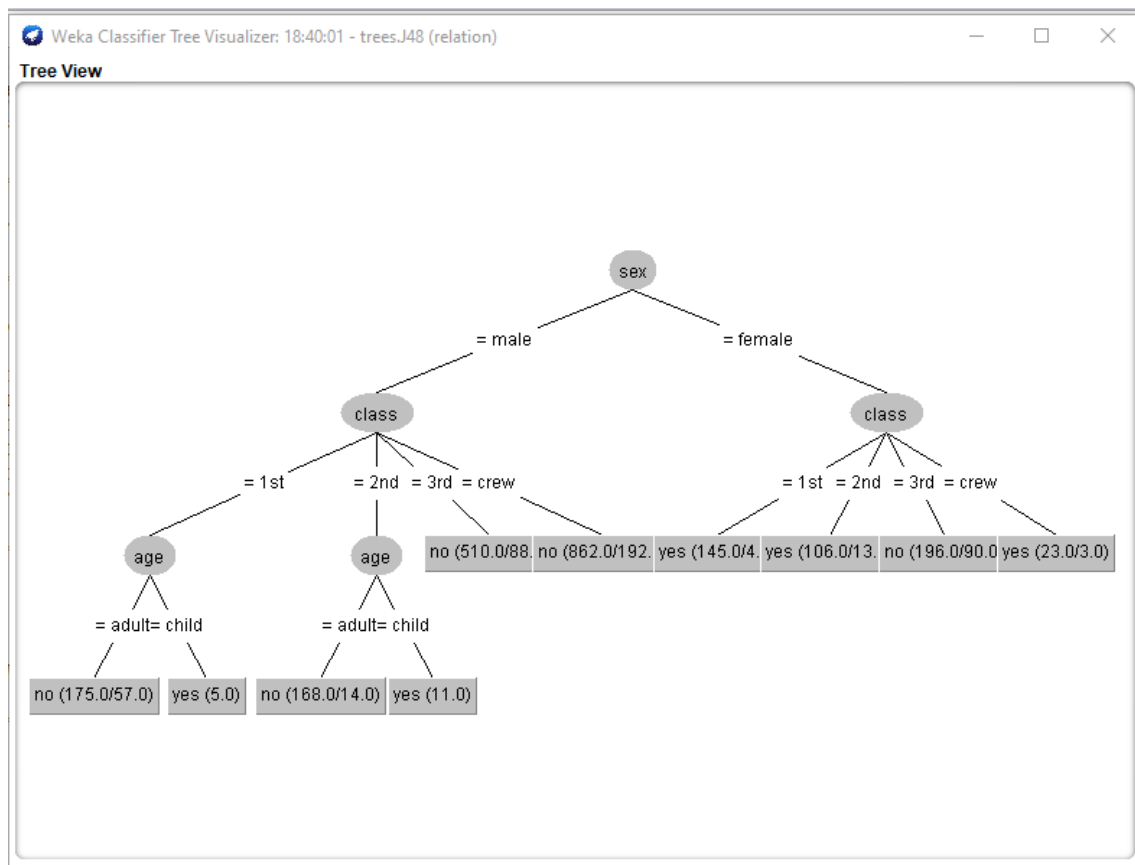 Weka Classifier Tree Visualizer: 18:40:01 - trees.J48 (relation)
Tree View
sex
= male = female
class class
= 1st = 2nd = 3rd = crew = 1st = 2nd = 3rd = crew
age age no (510.0/88. no (862.0/192. yes (145.0/4. yes (106.0/13. no (196.0/90.0 yes (23.0/3.0)
= adult= child = adult= child
no (175.0/57.0) yes (5.0) no (168.0/14.0) yes (11.0)